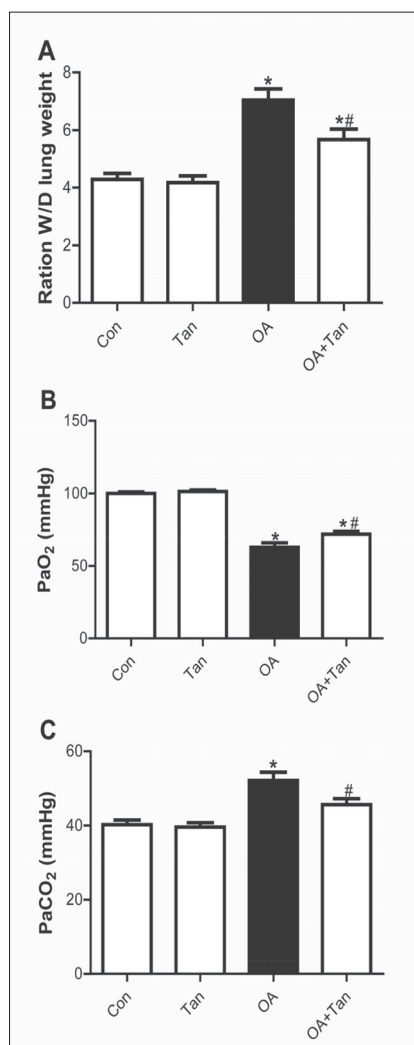 A
Ration W/D lung weight
8
6
4
2
0
*
*#
Con
Tan
OA
OA+Tan
B
PaO₂ (mmHg)
150
100
50
0
*
*#
Con
Tan
OA
OA+Tan
C
PaCO₂ (mmHg)
60
40
20
0
*
#
Con
Tan
OA
OA+Tan